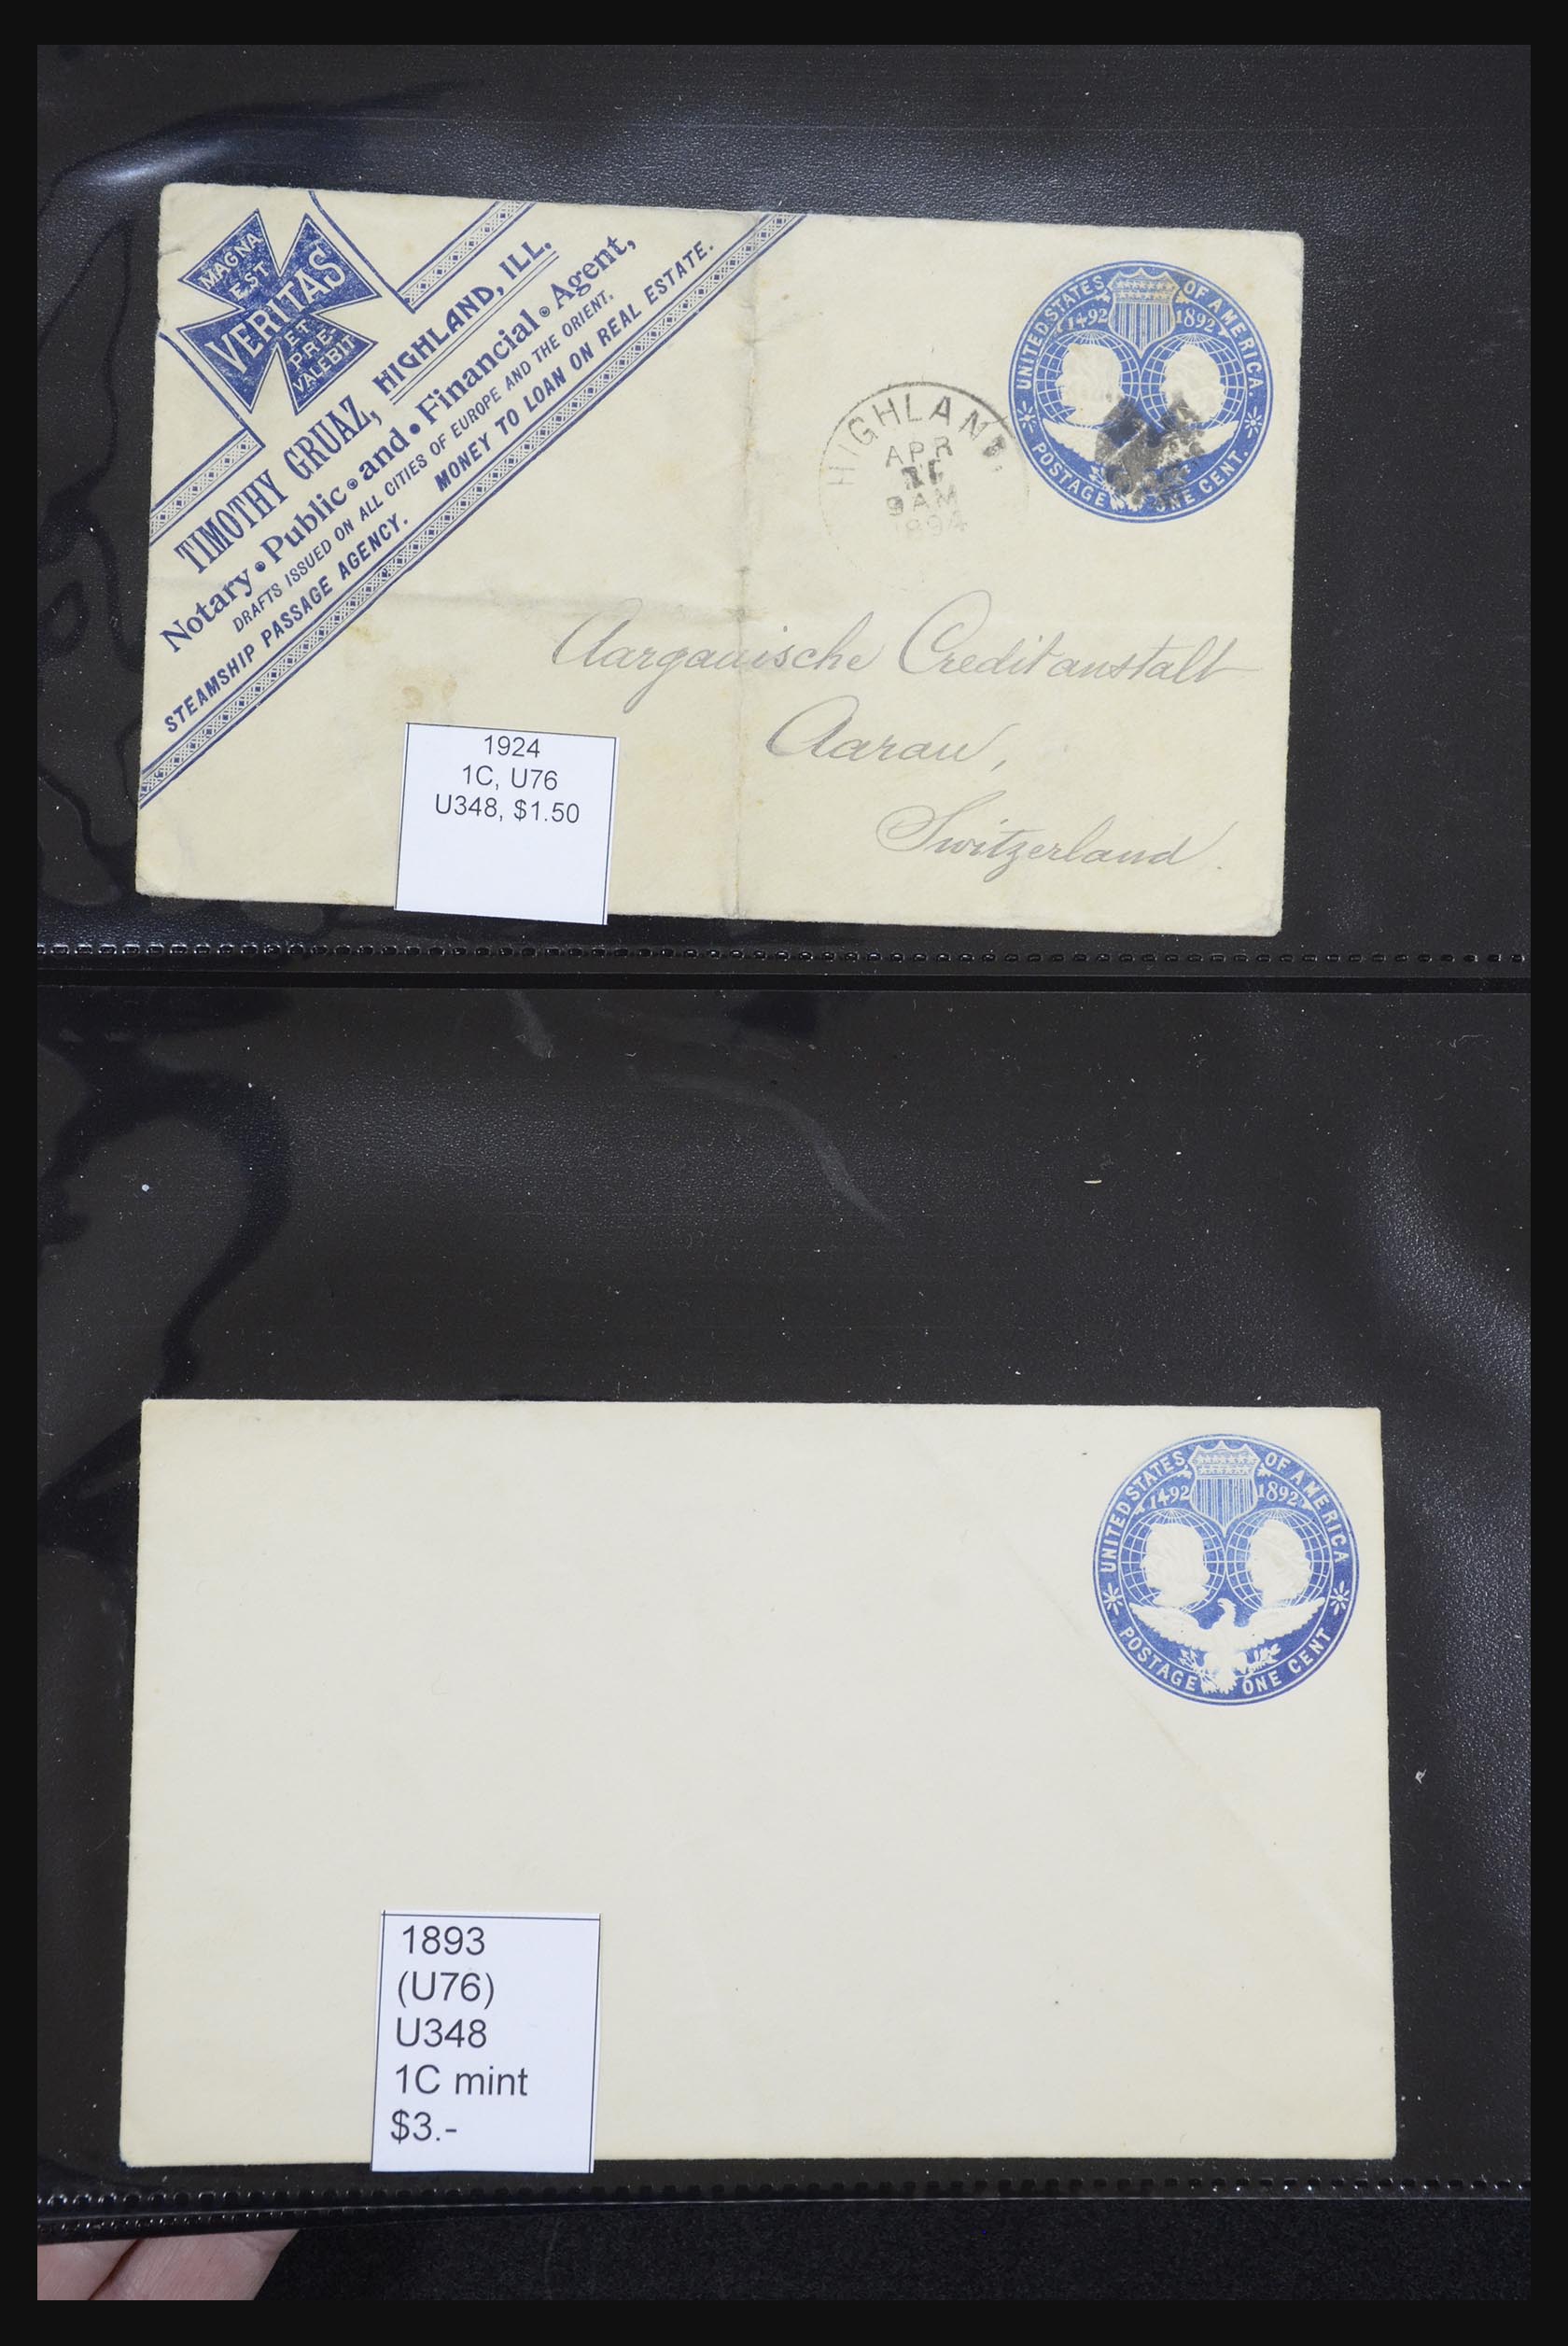 MAGNA
EST
VERITAS
ET
PRE-
VALEBIT
TIMOTHY GRUAZ, HIGHLAND, ILL.
Notary • Public • and • Financial • Agent,
DRAFTS ISSUED ON ALL CITIES OF EUROPE AND THE ORIENT.
STEAMSHIP PASSAGE AGENCY. MONEY TO LOAN ON REAL ESTATE.
UNITED STATES OF AMERICA
1492 1892
POSTAGE ONE CENT.
HIGHLAND,
APR
9AM
1894
Aargauische Creditanstalt
Aarau,
Switzerland.
1924
1C, U76
U348, $1.50
UNITED STATES OF AMERICA
1492 1892
POSTAGE ONE CENT
1893
(U76)
U348
1C mint
$3.-